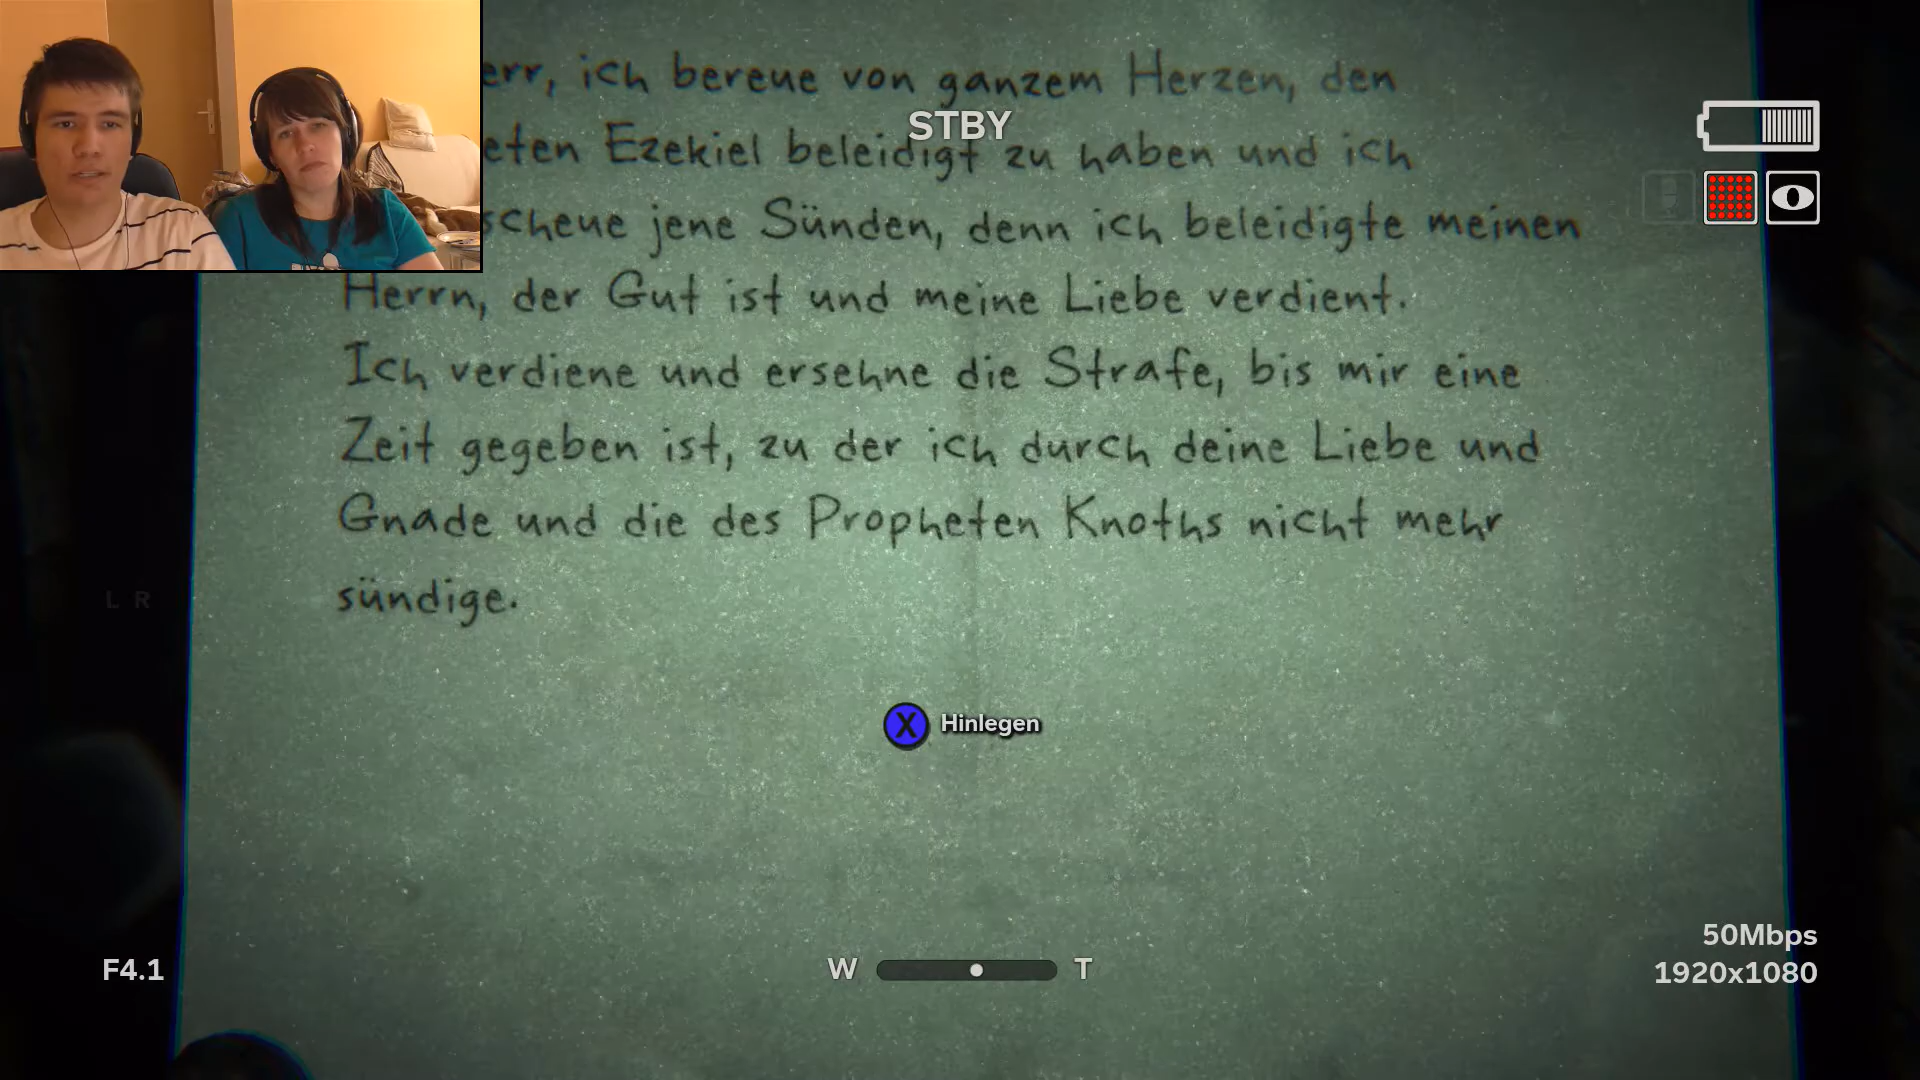 err, ich bereue von ganzem Herzen, den
STBY
eten Ezekiel beleidigt zu haben und ich
scheue jene Sünden, denn ich beleidigte meinen
Herrn, der Gut ist und meine Liebe verdient.
Ich verdiene und ersehne die Strafe, bis mir eine
Zeit gegeben ist, zu der ich durch deine Liebe und
Gnade und die des Propheten Knoths nicht mehr
sündige.
L R
X Hinlegen
50Mbps
F4.1
W T
1920x1080